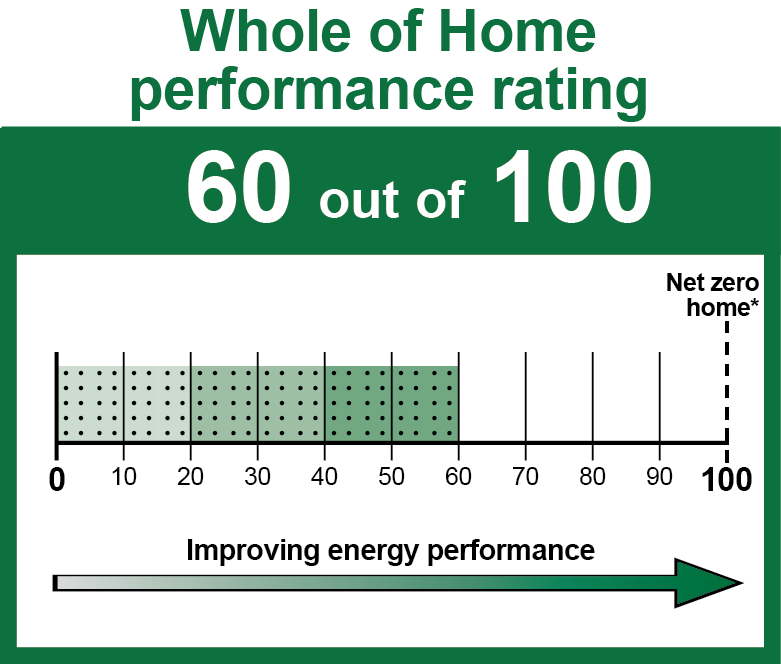 Whole of Home
performance rating
60 out of 100
Net zero
home*
0 10 20 30 40 50 60 70 80 90 100
Improving energy performance